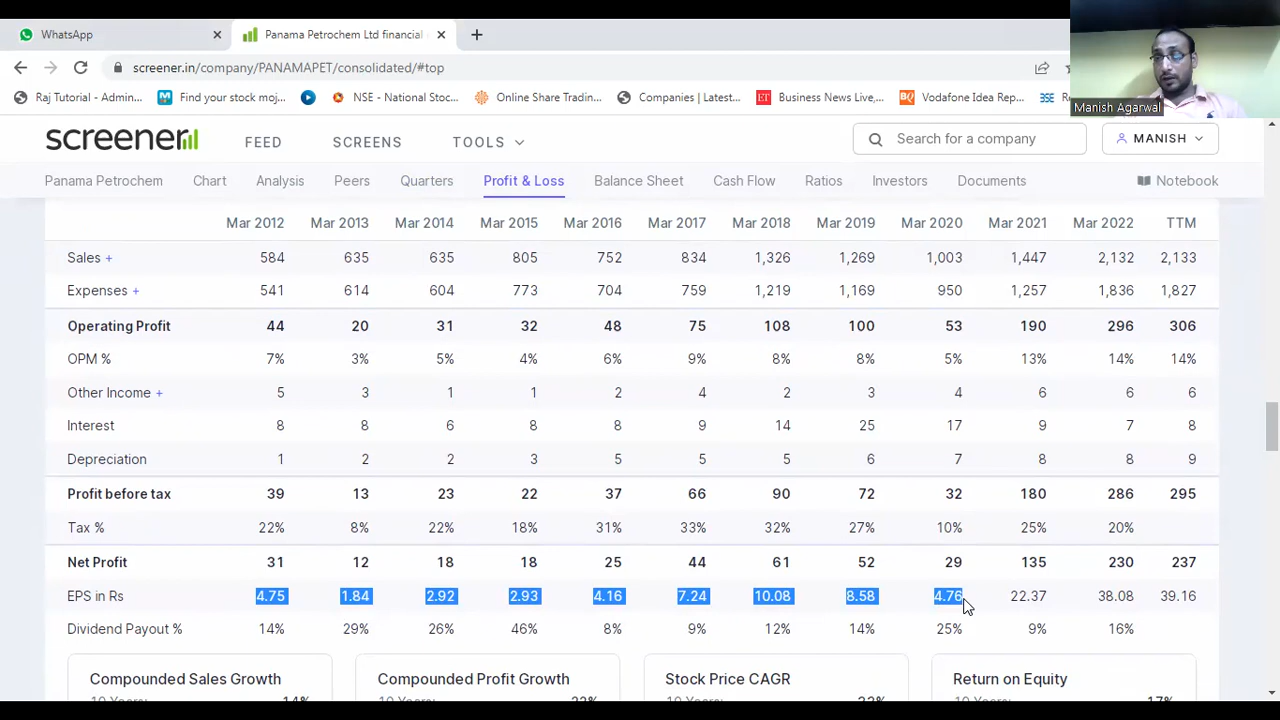 WhatsApp
Panama Petrochem Ltd financial
screener.in/company/PANAMAPET/consolidated/#top
Raj Tutorial - Admin... Find your stock moj... NSE - National Stoc... Online Share Tradin... Companies | Latest... ET Business News Live,... BQ Vodafone Idea Rep...
Manish Agarwal
screener FEED SCREENS TOOLS Search for a company MANISH
Panama Petrochem Chart Analysis Peers Quarters Profit & Loss Balance Sheet Cash Flow Ratios Investors Documents Notebook
Mar 2012 Mar 2013 Mar 2014 Mar 2015 Mar 2016 Mar 2017 Mar 2018 Mar 2019 Mar 2020 Mar 2021 Mar 2022 TTM
Sales + 584 635 635 805 752 834 1,326 1,269 1,003 1,447 2,132 2,133
Expenses + 541 614 604 773 704 759 1,219 1,169 950 1,257 1,836 1,827
Operating Profit 44 20 31 32 48 75 108 100 53 190 296 306
OPM % 7% 3% 5% 4% 6% 9% 8% 8% 5% 13% 14% 14%
Other Income + 5 3 1 1 2 4 2 3 4 6 6 6
Interest 8 8 6 8 8 9 14 25 17 9 7 8
Depreciation 1 2 2 3 5 5 5 6 7 8 8 9
Profit before tax 39 13 23 22 37 66 90 72 32 180 286 295
Tax % 22% 8% 22% 18% 31% 33% 32% 27% 10% 25% 20%
Net Profit 31 12 18 18 25 44 61 52 29 135 230 237
EPS in Rs 4.75 1.84 2.92 2.93 4.16 7.24 10.08 8.58 4.76 22.37 38.08 39.16
Dividend Payout % 14% 29% 26% 46% 8% 9% 12% 14% 25% 9% 16%
Compounded Sales Growth Compounded Profit Growth Stock Price CAGR Return on Equity